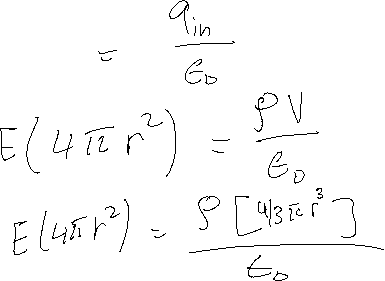 = q_in / ε₀
E(4πr²) = ρV / ε₀
E(4πr²) = ρ[4/3πr³] / ε₀